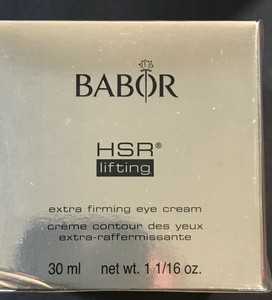 BABOR
HSR®
lifting
extra firming eye cream
crème contour des yeux
extra-raffermissante
30 ml net wt. 1 1/16 oz.